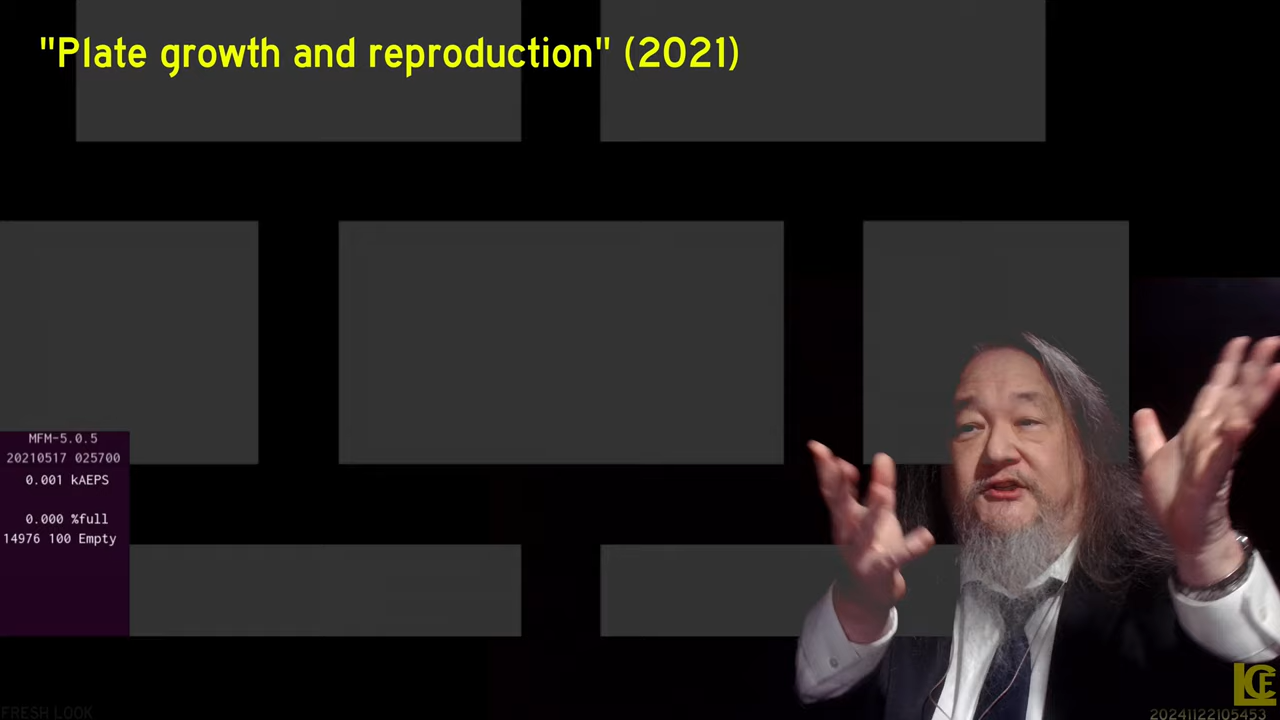 "Plate growth and reproduction" (2021)
MFM-5.0.5
20210517 025700
0.001 kAEPS
0.000 %full
14976 100 Empty
FRESH LOOK
20241122105453